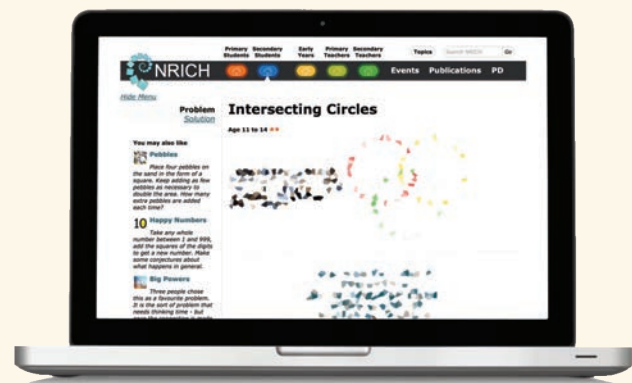 Primary Students
Secondary Students
Early Years
Primary Teachers
Secondary Teachers
Topics
Search NRICH
Go
NRICH
Events Publications PD
Hide Menu
Problem
Solution
Intersecting Circles
Age 11 to 14 **
You may also like
Pebbles
Place four pebbles on
the sand in the form of a
square. Keep adding as few
pebbles as necessary to
double the area. How many
extra pebbles are added
each time?
10 Happy Numbers
Take any whole
number between 1 and 999,
add the squares of the digits
to get a new number. Make
some conjectures about
what happens in general.
Big Powers
Three people chose
this as a favourite problem.
It is the sort of problem that
needs thinking time - but